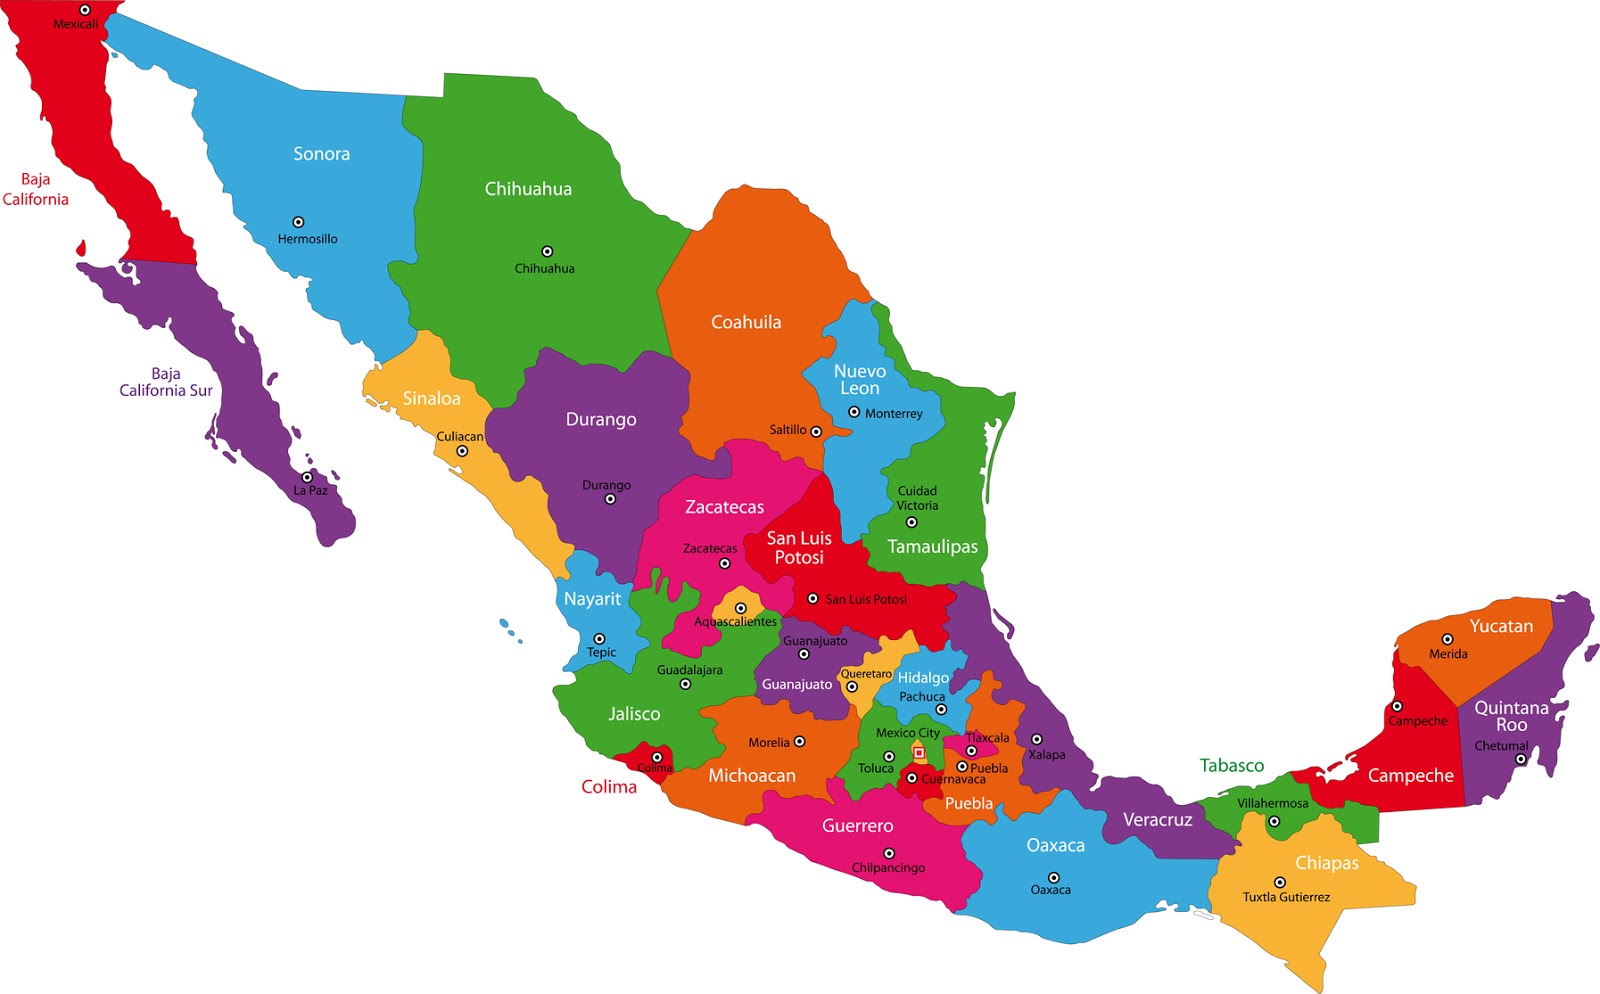 Mexicali
Baja
California
Sonora
Hermosillo
Chihuahua
Chihuahua
Coahuila
Saltillo
Nuevo
Leon
Monterrey
Baja
California Sur
La Paz
Sinaloa
Culiacan
Durango
Durango
Zacatecas
Zacatecas
San Luis
Potosi
San Luis Potosi
Cuidad
Victoria
Tamaulipas
Nayarit
Tepic
Aquascalientes
Guadalajara
Jalisco
Guanajuato
Guanajuato
Queretaro
Hidalgo
Pachuca
Colima
Colima
Morelia
Michoacan
Mexico City
Toluca
Tlaxcala
Puebla
Cuernavaca
Puebla
Xalapa
Guerrero
Chilpancingo
Oaxaca
Oaxaca
Veracruz
Tabasco
Villahermosa
Chiapas
Tuxtla Gutierrez
Yucatan
Merida
Campeche
Campeche
Quintana
Roo
Chetumal